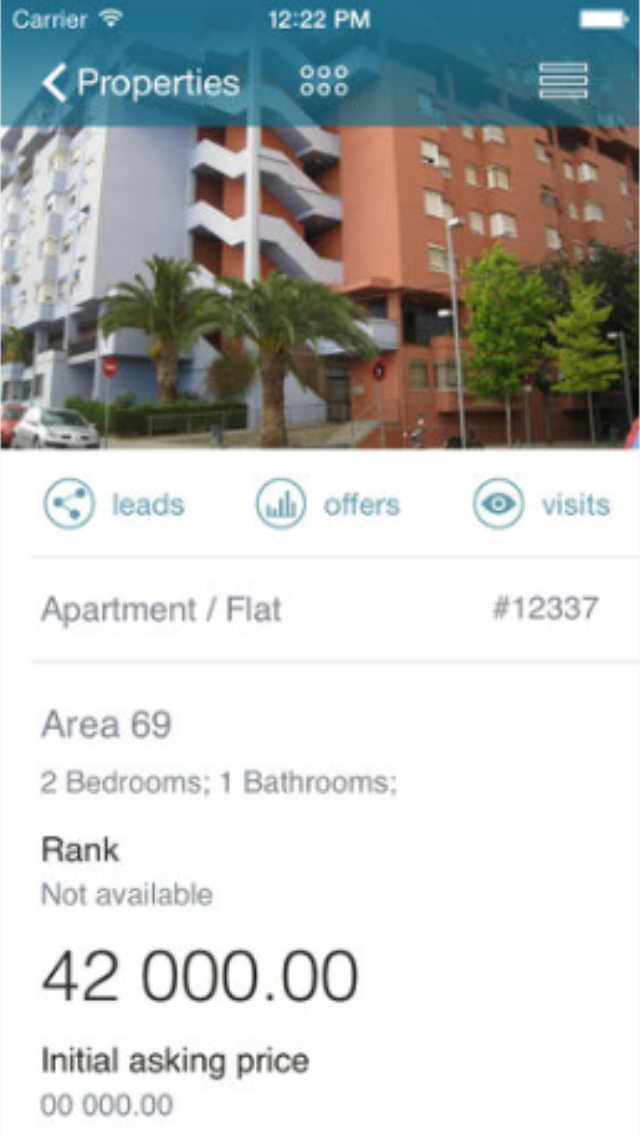 Carrier 12:22 PM
Properties
leads offers visits
Apartment / Flat #12337
Area 69
2 Bedrooms; 1 Bathrooms;
Rank
Not available
42 000.00
Initial asking price
00 000.00